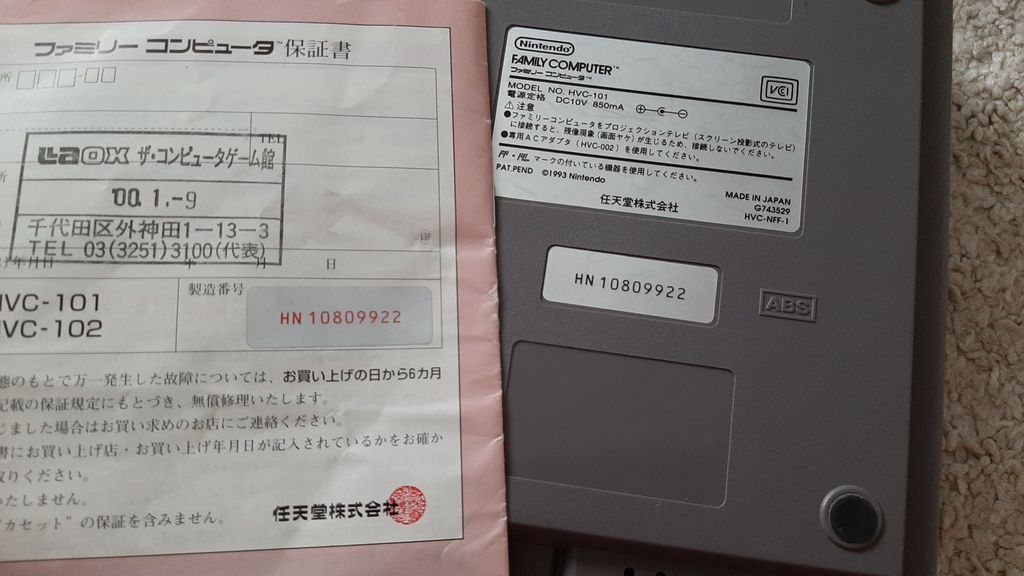 ファミリー コンピュータ™保証書
所
TEL
LaOX ザ・コンピュータゲーム館
'00.1.-9
所
千代田区外神田1-13-3
TEL 03(3251)3100(代表)
印
年月日 年 月 日
HVC-101
HVC-102
製造番号
HN 10809922
態のもとで万一発生した故障については、お買い上げの日から6カ月
記載の保証規定にもとづき、無償修理いたします。
じました場合はお買い求めのお店にご連絡ください。
書にお買い上げ店・お買い上げ年月日が記入されているかをお確か
取りください。
いたしません。
カセット”の保証を含みません。
任天堂株式会社
Nintendo
FAMILY COMPUTER™
ファミリー コンピュータ™
VCI
MODEL NO. HVC-101
電源定格 DC10V 850mA
⚠注意
●ファミリーコンピュータをプロジェクションテレビ(スクリーン投影式のテレビ)
に接続すると、残像現象(画面ヤケ)が生じるため、接続しないでください。
●専用ACアダプタ(HVC-002)を使用してください。
FF・FL マークの付いている機器を使用してください。
PAT.PEND ©1993 Nintendo
任天堂株式会社
MADE IN JAPAN
G743529
HVC-NFF-1
HN 10809922
ABS